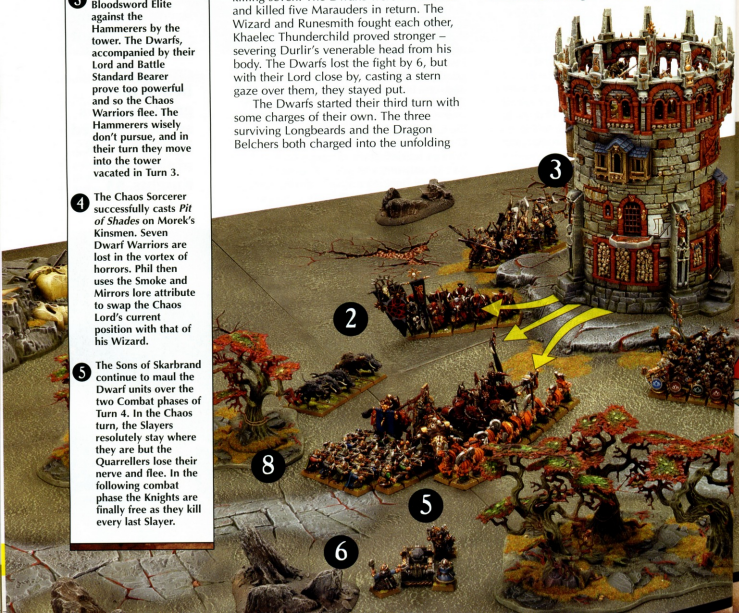 3
Bloodsword Elite
against the
Hammerers by the
tower. The Dwarfs,
accompanied by their
Lord and Battle
Standard Bearer
prove too powerful
and so the Chaos
Warriors flee. The
Hammerers wisely
don't pursue, and in
their turn they move
into the tower
vacated in Turn 3.
4
The Chaos Sorcerer
successfully casts Pit
of Shades on Morek's
Kinsmen. Seven
Dwarf Warriors are
lost in the vortex of
horrors. Phil then
uses the Smoke and
Mirrors lore attribute
to swap the Chaos
Lord's current
position with that of
his Wizard.
5
The Sons of Skarbrand
continue to maul the
Dwarf units over the
two Combat phases of
Turn 4. In the Chaos
turn, the Slayers
resolutely stay where
they are but the
Quarrellers lose their
nerve and flee. In the
following combat
phase the Knights are
finally free as they kill
every last Slayer.
and killed five Marauders in return. The
Wizard and Runesmith fought each other,
Khaelec Thunderchild proved stronger –
severing Durlir's venerable head from his
body. The Dwarfs lost the fight by 6, but
with their Lord close by, casting a stern
gaze over them, they stayed put.
The Dwarfs started their third turn with
some charges of their own. The three
surviving Longbeards and the Dragon
Belchers both charged into the unfolding
3
2
8
5
6